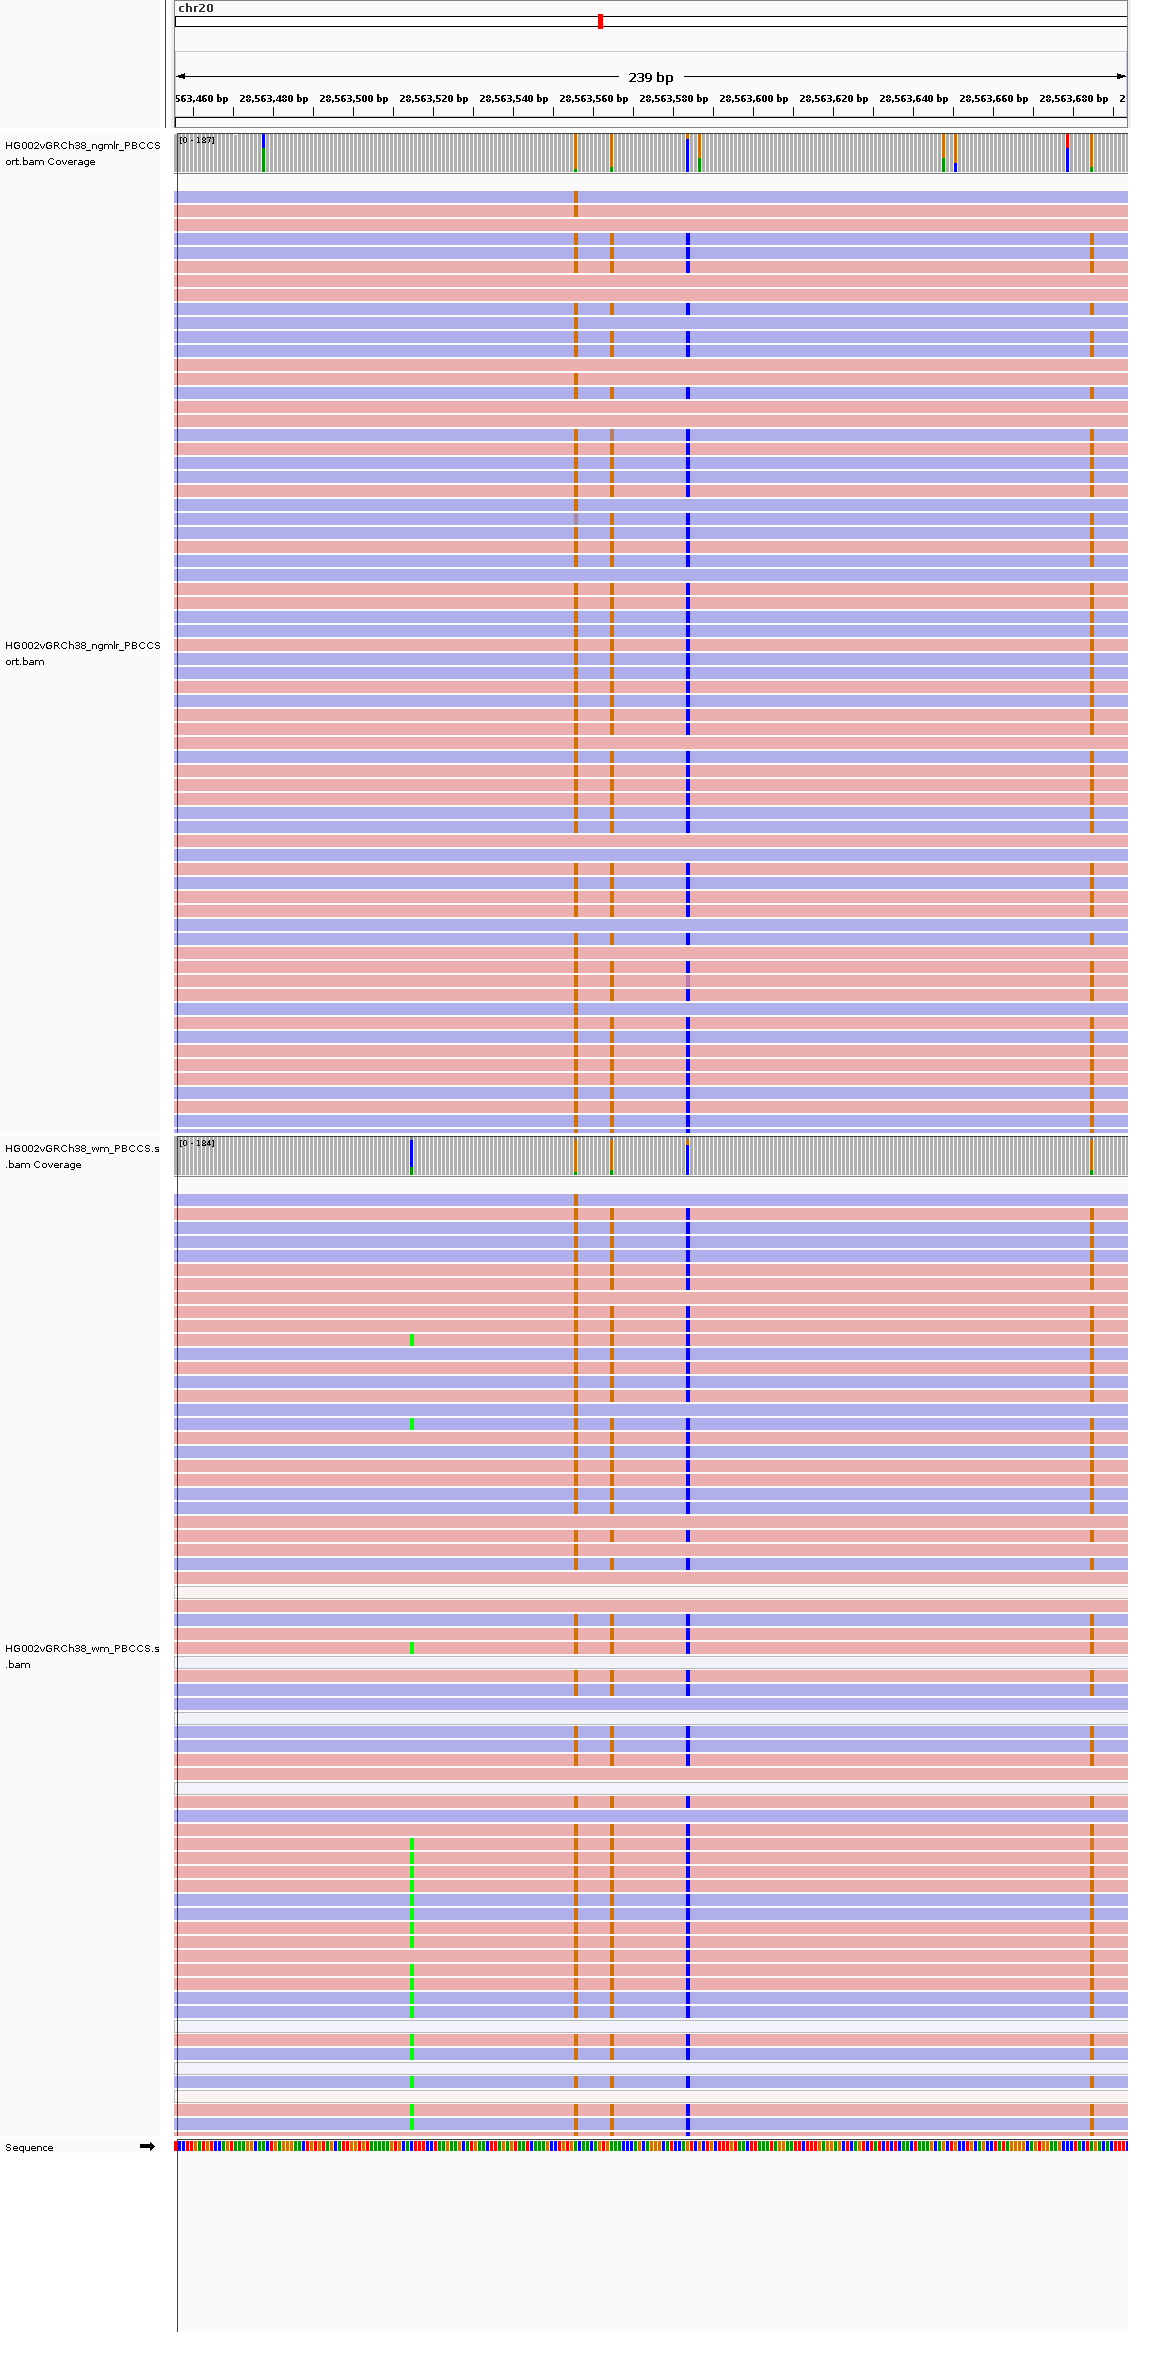 chr20
239 bp
563,460 bp 28,563,480 bp 28,563,500 bp 28,563,520 bp 28,563,540 bp 28,563,560 bp 28,563,580 bp 28,563,600 bp 28,563,620 bp 28,563,640 bp 28,563,660 bp 28,563,680 bp 2
HG002vGRCh38_ngmlr_PBCCS
ort.bam Coverage
[0 - 187]
HG002vGRCh38_ngmlr_PBCCS
ort.bam
HG002vGRCh38_wm_PBCCS.s
.bam Coverage
[0 - 184]
HG002vGRCh38_wm_PBCCS.s
.bam
Sequence